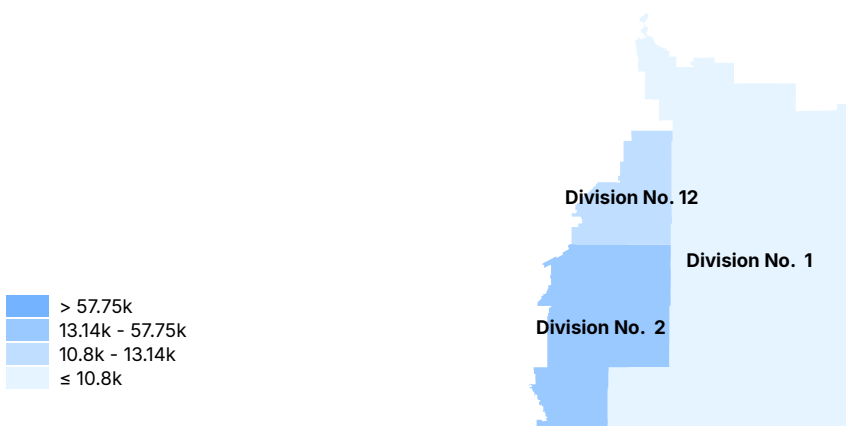 Division No. 12
Division No. 1
Division No. 2
> 57.75k
13.14k - 57.75k
10.8k - 13.14k
≤ 10.8k